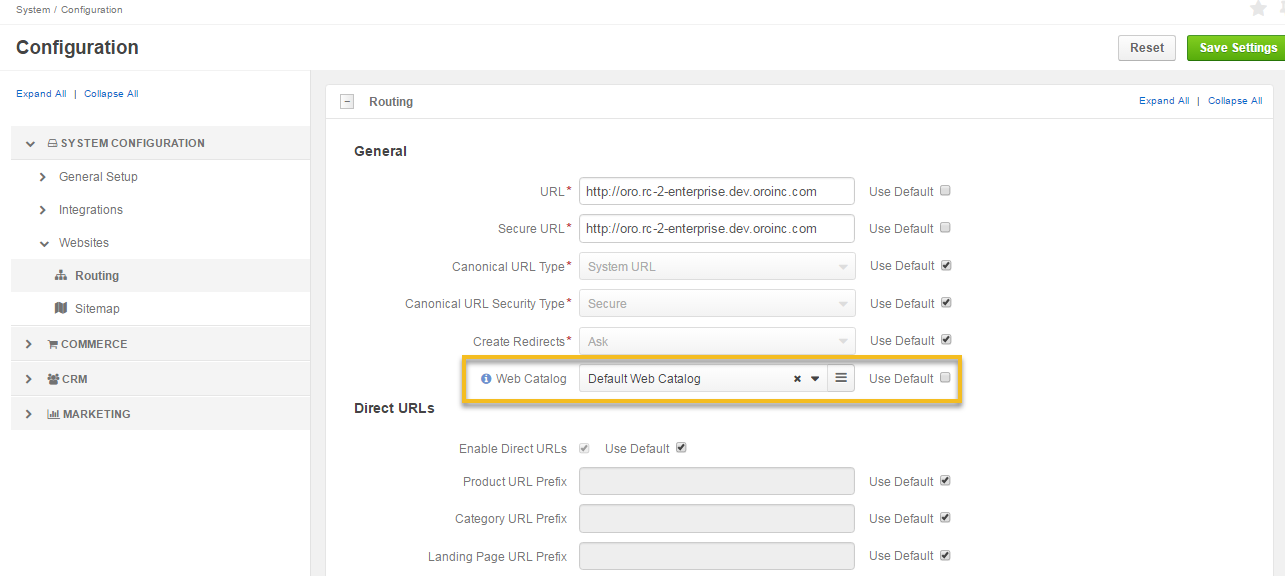 System / Configuration
Configuration
Reset
Save Settings
Expand All | Collapse All
SYSTEM CONFIGURATION
General Setup
Integrations
Websites
Routing
Sitemap
COMMERCE
CRM
MARKETING
Routing
Expand All | Collapse All
General
URL* http://oro.rc-2-enterprise.dev.oroinc.com Use Default
Secure URL* http://oro.rc-2-enterprise.dev.oroinc.com Use Default
Canonical URL Type* System URL Use Default
Canonical URL Security Type* Secure Use Default
Create Redirects* Ask Use Default
Web Catalog Default Web Catalog Use Default
Direct URLs
Enable Direct URLs Use Default
Product URL Prefix Use Default
Category URL Prefix Use Default
Landing Page URL Prefix Use Default